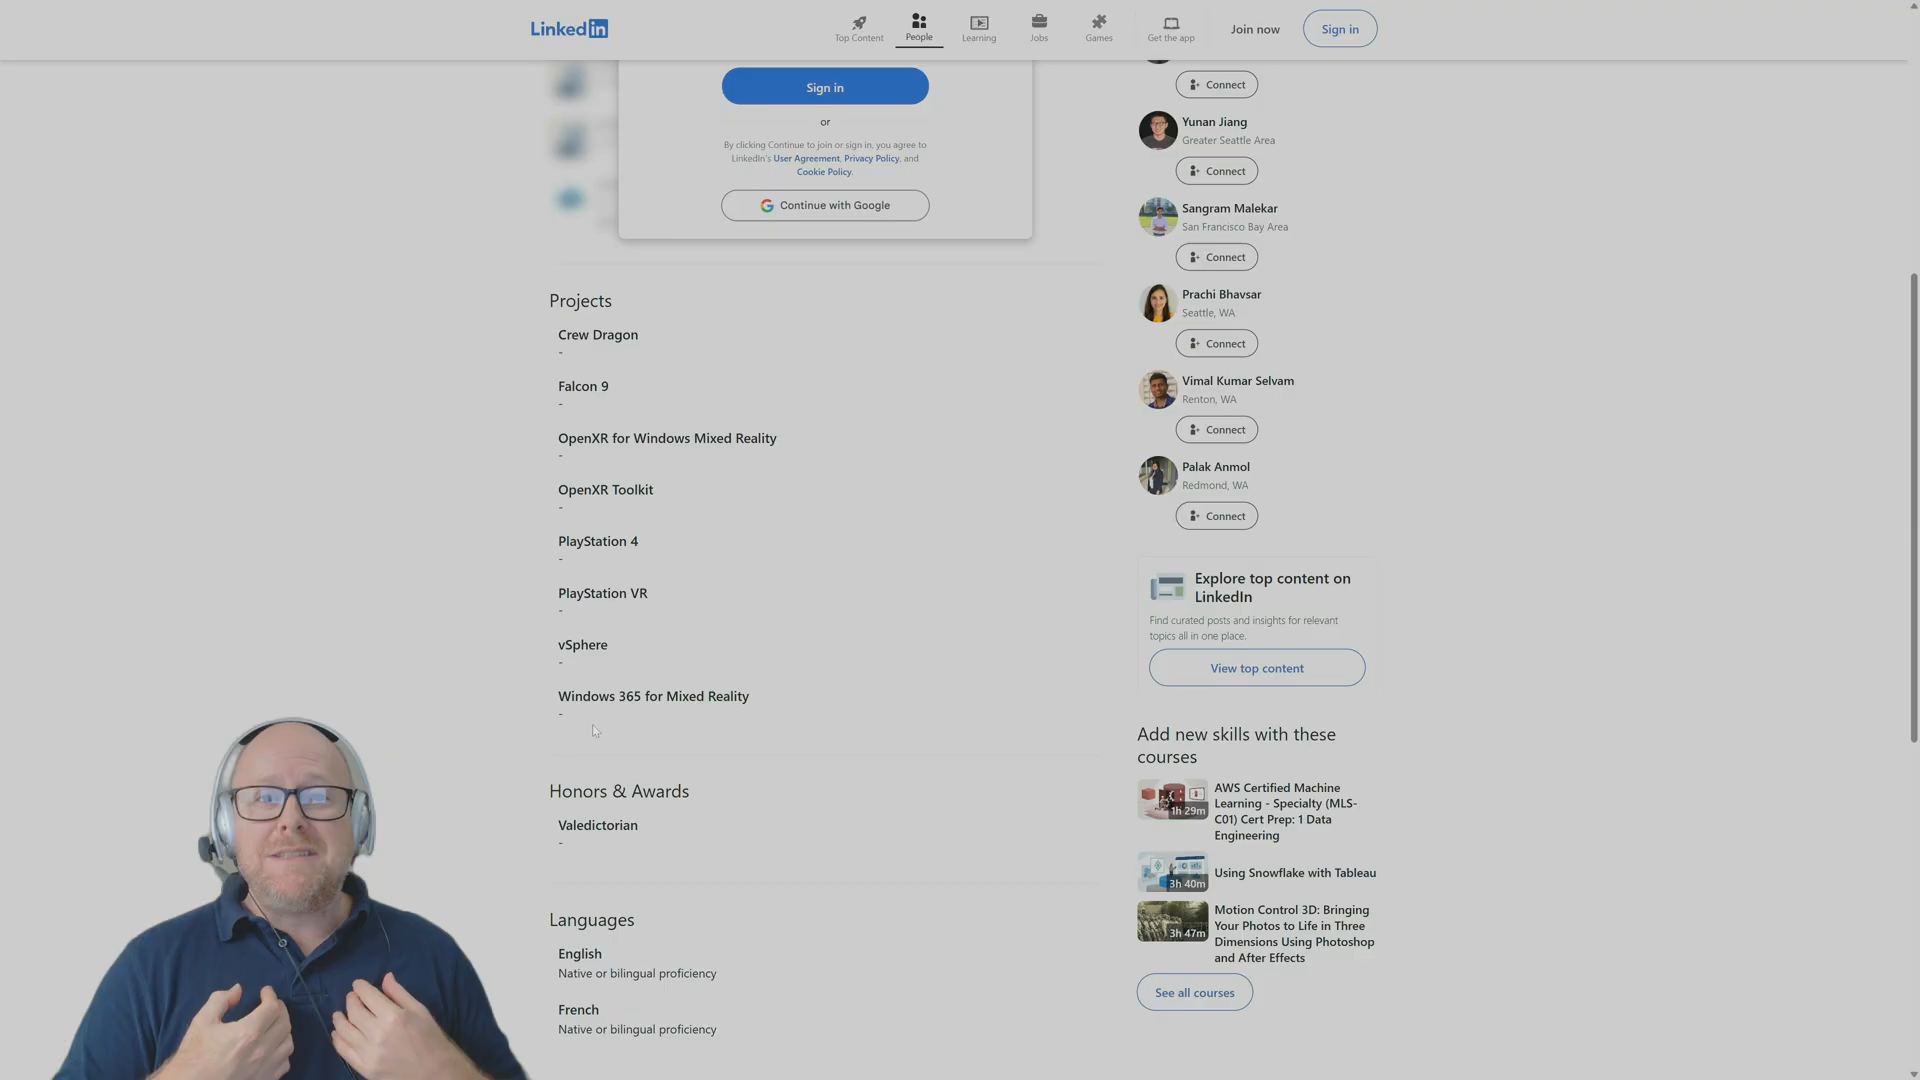 LinkedIn
Top Content
People
Learning
Jobs
Games
Get the app
Join now
Sign in
Sign in
or
By clicking Continue to join or sign in, you agree to
LinkedIn's User Agreement, Privacy Policy, and
Cookie Policy.
Continue with Google
Projects
Crew Dragon
-
Falcon 9
-
OpenXR for Windows Mixed Reality
-
OpenXR Toolkit
-
PlayStation 4
-
PlayStation VR
-
vSphere
-
Windows 365 for Mixed Reality
-
Honors & Awards
Valedictorian
-
Languages
English
Native or bilingual proficiency
French
Native or bilingual proficiency
Connect
Yunan Jiang
Greater Seattle Area
Connect
Sangram Malekar
San Francisco Bay Area
Connect
Prachi Bhavsar
Seattle, WA
Connect
Vimal Kumar Selvam
Renton, WA
Connect
Palak Anmol
Redmond, WA
Connect
Explore top content on
LinkedIn
Find curated posts and insights for relevant
topics all in one place.
View top content
Add new skills with these
courses
1h 29m
AWS Certified Machine
Learning - Specialty (MLS-
C01) Cert Prep: 1 Data
Engineering
3h 40m
Using Snowflake with Tableau
3h 47m
Motion Control 3D: Bringing
Your Photos to Life in Three
Dimensions Using Photoshop
and After Effects
See all courses